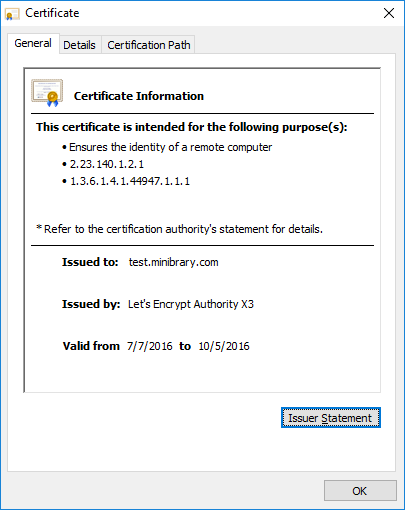 Certificate
General Details Certification Path
Certificate Information
This certificate is intended for the following purpose(s):
• Ensures the identity of a remote computer
• 2.23.140.1.2.1
• 1.3.6.1.4.1.44947.1.1.1
* Refer to the certification authority's statement for details.
Issued to: test.minibrary.com
Issued by: Let's Encrypt Authority X3
Valid from 7/7/2016 to 10/5/2016
Issuer Statement
OK